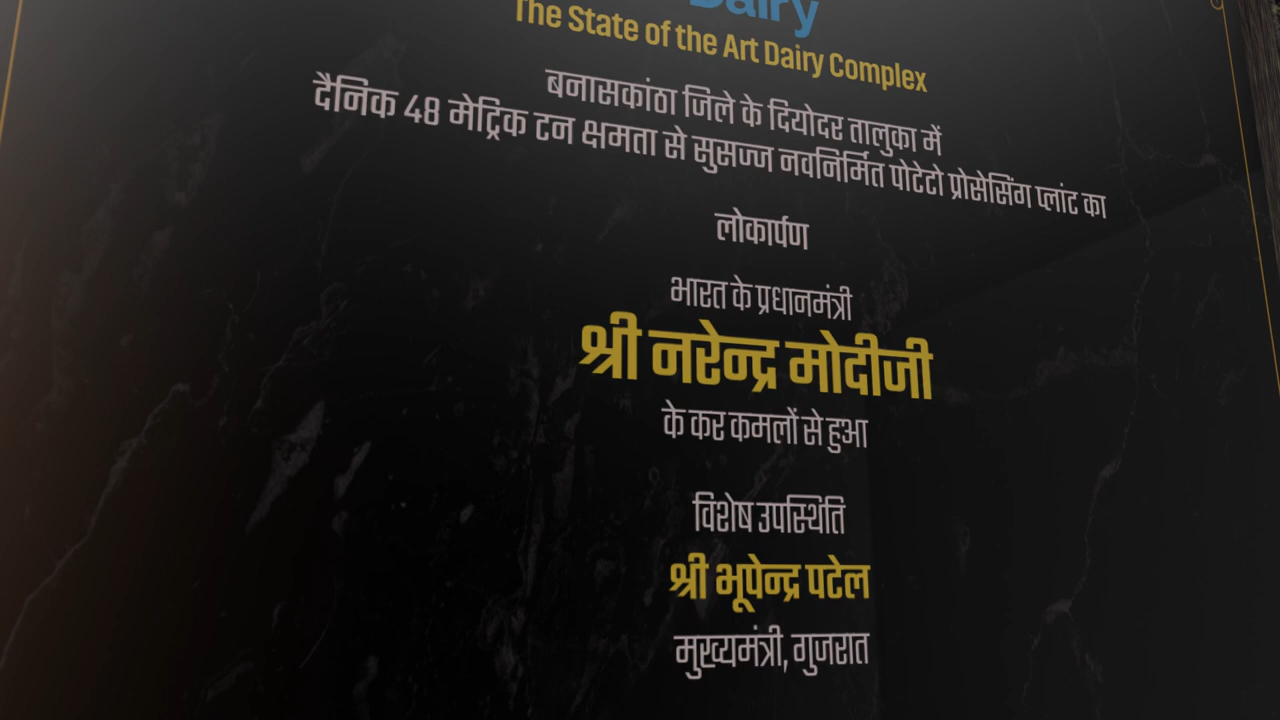 Dairy
The State of the Art Dairy Complex
बनासकांठा जिले के दियोदर तालुका में
दैनिक 48 मेट्रिक टन क्षमता से सुसज्ज नवनिर्मित पोटेटो प्रोसेसिंग प्लांट का
लोकार्पण
भारत के प्रधानमंत्री
श्री नरेन्द्र मोदीजी
के कर कमलों से हुआ
विशेष उपस्थिति
श्री भूपेन्द्र पटेल
मुख्यमंत्री, गुजरात